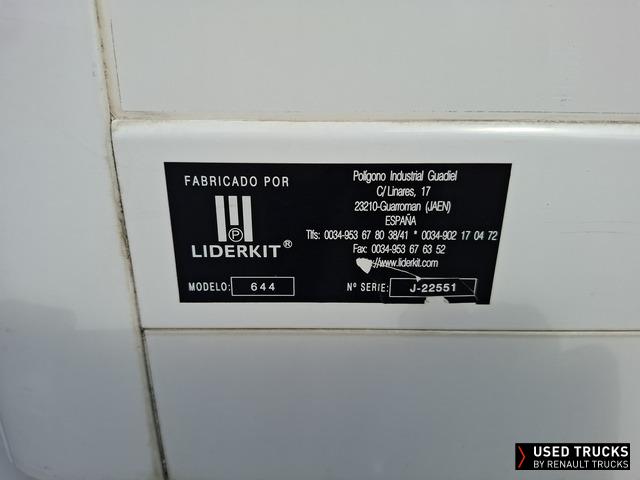 FABRICADO POR
P
LIDERKIT®
MODELO: 644
Polígono Industrial Guadiel
C/ Linares, 17
23210-Guarroman (JAEN)
ESPAÑA
Tlfs: 0034-953 67 80 38/41 * 0034-902 17 04 72
Fax: 0034-953 67 63 52
http://www.liderkit.com
Nº SERIE: J-22551
USED TRUCKS
BY RENAULT TRUCKS